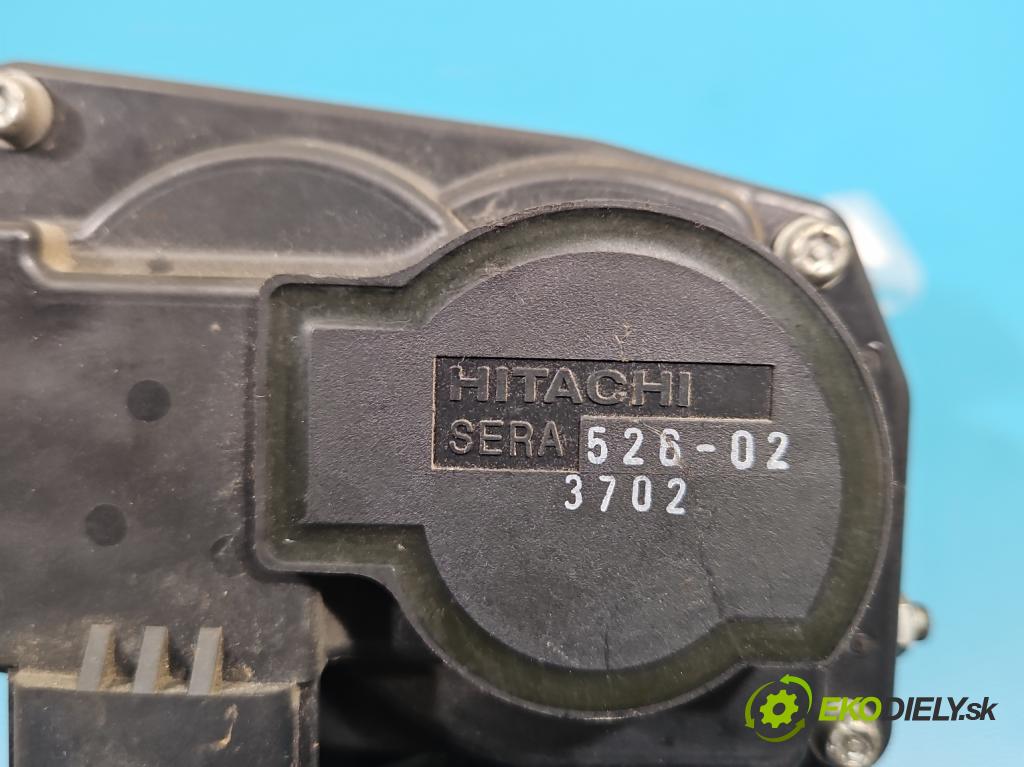 HITACHI
SERA 526-02
3702
EKODIELY.sk